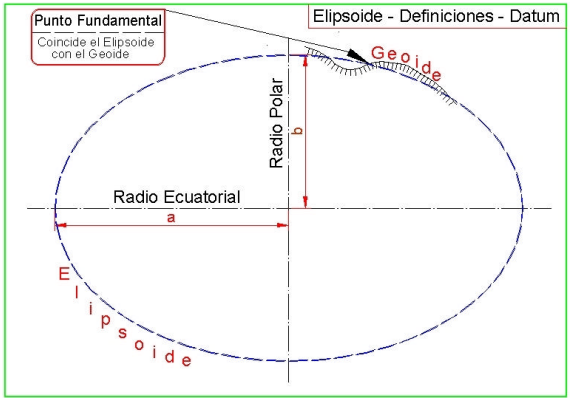 Punto Fundamental
Coincide el Elipsoide
con el Geoide
Elipsoide - Definiciones - Datum
Geoide
Radio Polar
b
Radio Ecuatorial
a
Elipsoide